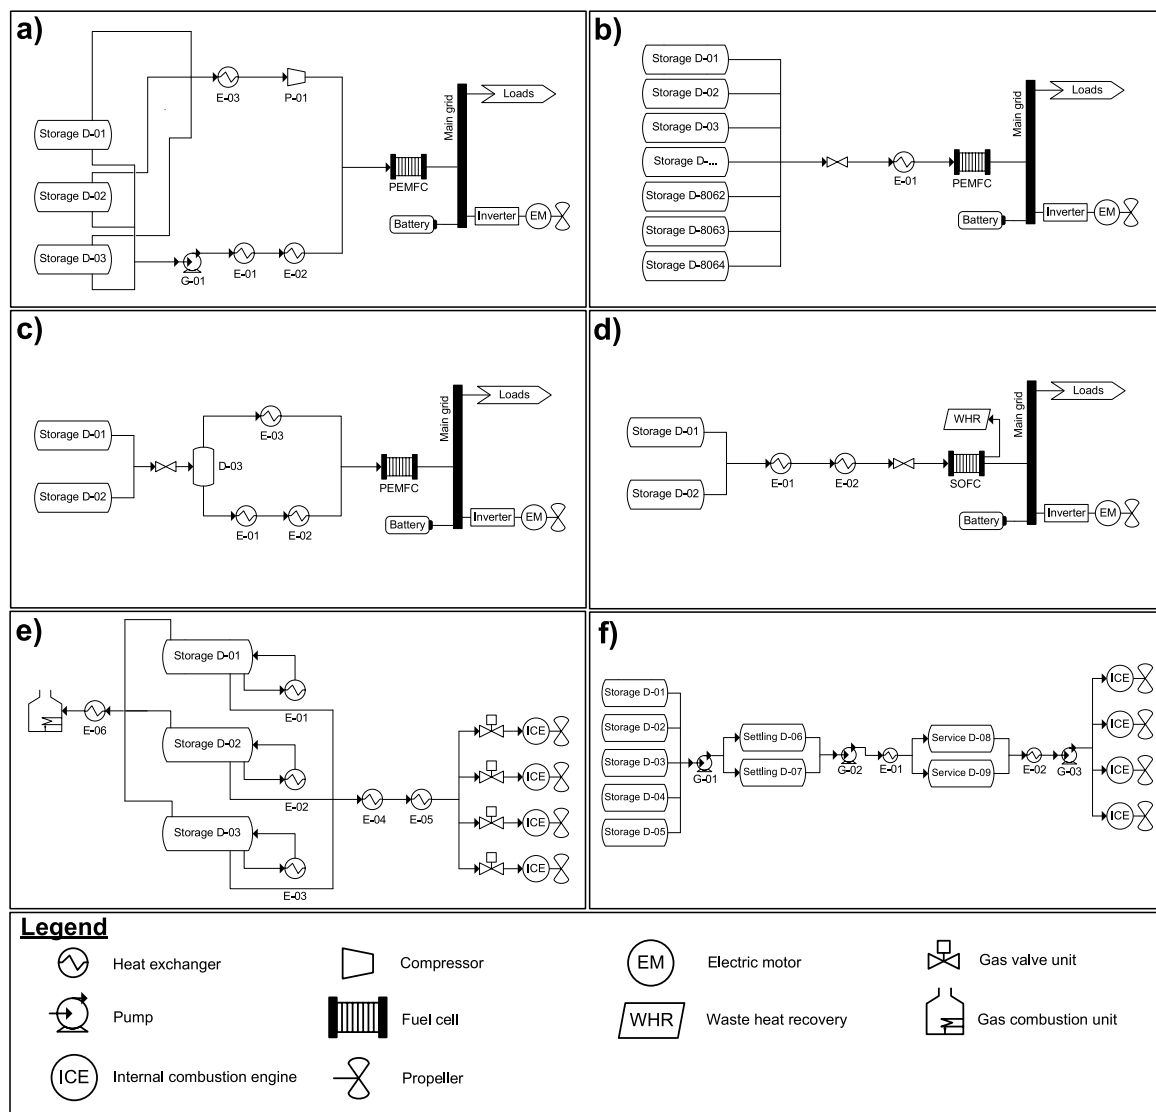 a)
Storage D-01
Storage D-02
Storage D-03
E-03
P-01
G-01
E-01
E-02
PEMFC
Battery
Main grid
Loads
Inverter
EM
b)
Storage D-01
Storage D-02
Storage D-03
Storage D-...
Storage D-8062
Storage D-8063
Storage D-8064
E-01
PEMFC
Battery
Main grid
Loads
Inverter
EM
c)
Storage D-01
Storage D-02
D-03
E-03
E-01
E-02
PEMFC
Battery
Main grid
Loads
Inverter
EM
d)
Storage D-01
Storage D-02
E-01
E-02
WHR
SOFC
Battery
Main grid
Loads
Inverter
EM
e)
Storage D-01
E-01
E-06
Storage D-02
E-02
Storage D-03
E-03
E-04
E-05
ICE
ICE
ICE
ICE
f)
Storage D-01
Storage D-02
Storage D-03
Storage D-04
Storage D-05
G-01
Settling D-06
Settling D-07
G-02
E-01
Service D-08
Service D-09
E-02
G-03
ICE
ICE
ICE
ICE
Legend
Heat exchanger
Compressor
EM
Electric motor
Gas valve unit
Pump
Fuel cell
WHR
Waste heat recovery
Gas combustion unit
ICE
Internal combustion engine
Propeller